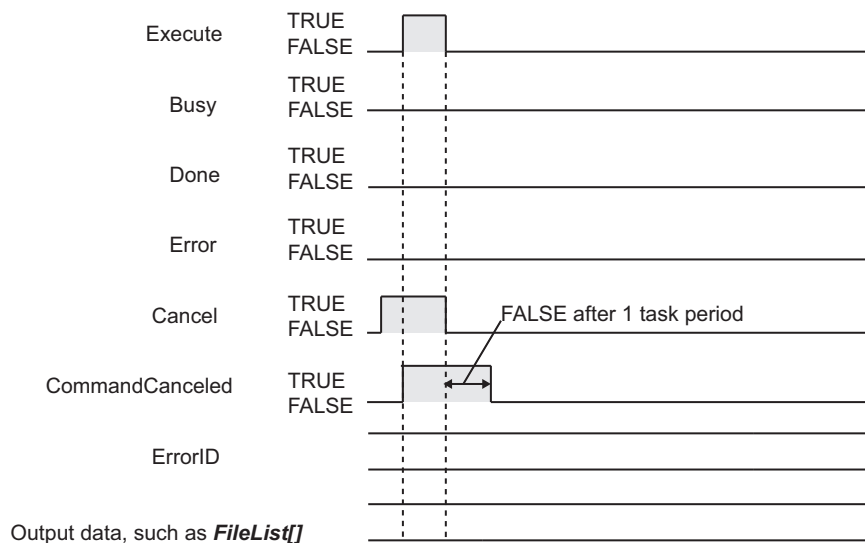 Execute
TRUE
FALSE
Busy
TRUE
FALSE
Done
TRUE
FALSE
Error
TRUE
FALSE
Cancel
TRUE
FALSE
FALSE after 1 task period
CommandCanceled
TRUE
FALSE
ErrorID
Output data, such as FileList[]